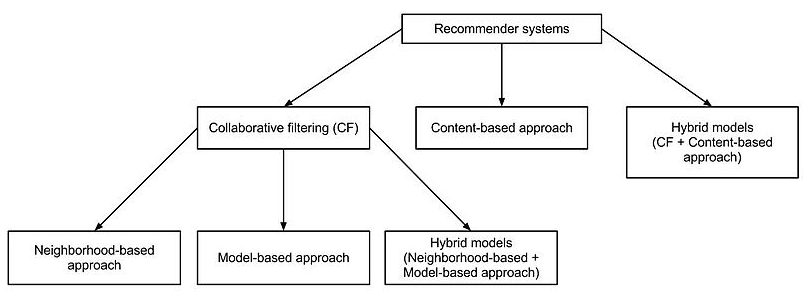 Recommender systems
Collaborative filtering (CF)
Content-based approach
Hybrid models
(CF + Content-based
approach)
Neighborhood-based
approach
Model-based approach
Hybrid models
(Neighborhood-based +
Model-based approach)